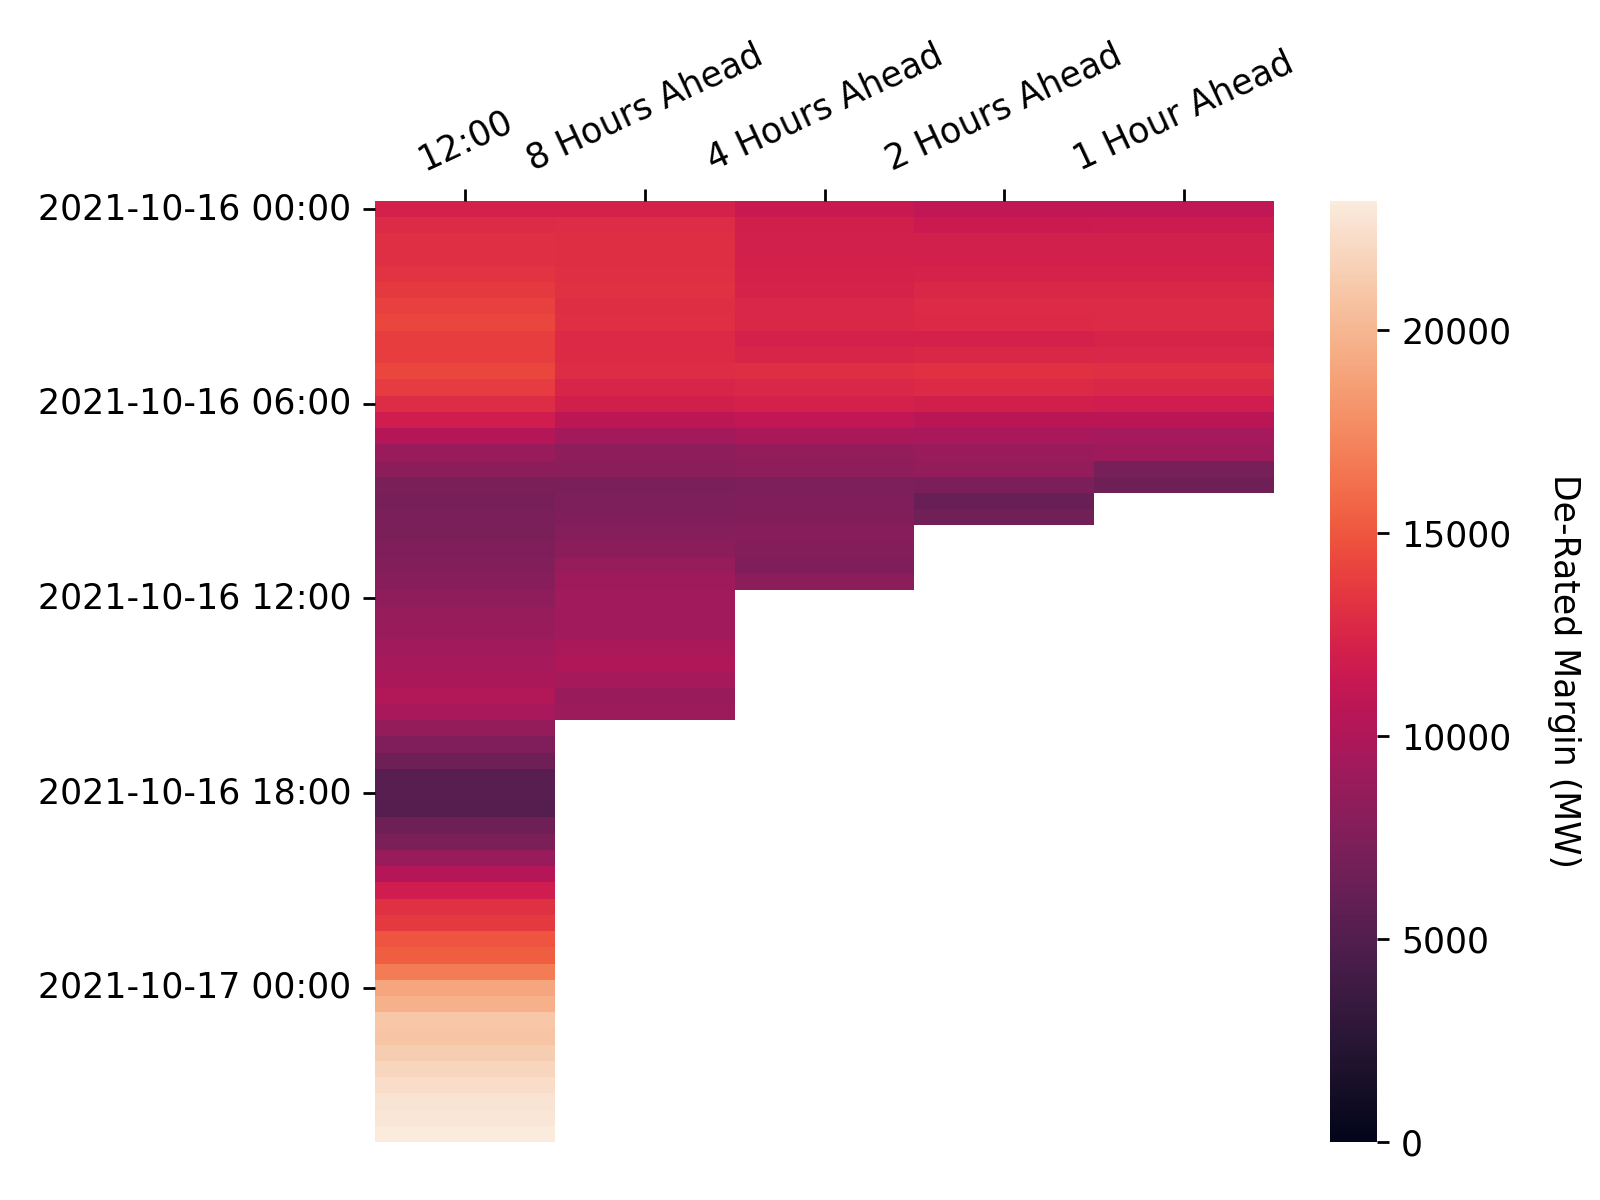 12:00
8 Hours Ahead
4 Hours Ahead
2 Hours Ahead
1 Hour Ahead
2021-10-16 00:00
2021-10-16 06:00
2021-10-16 12:00
2021-10-16 18:00
2021-10-17 00:00
20000
15000
10000
5000
0
De-Rated Margin (MW)